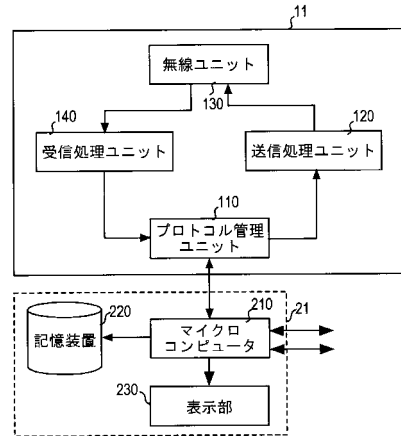 11
無線ユニット
130
140
受信処理ユニット
120
送信処理ユニット
110
プロトコル管理
ユニット
220
記憶装置
210
マイクロ
コンピュータ
21
230
表示部